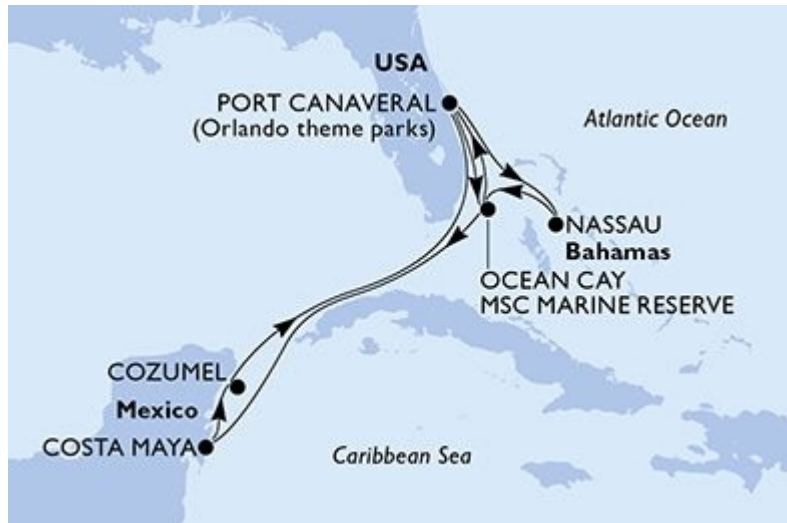 USA
PORT CANAVERAL
(Orlando theme parks)
Atlantic Ocean
NASSAU
Bahamas
OCEAN CAY
MSC MARINE RESERVE
COZUMEL
Mexico
COSTA MAYA
Caribbean Sea